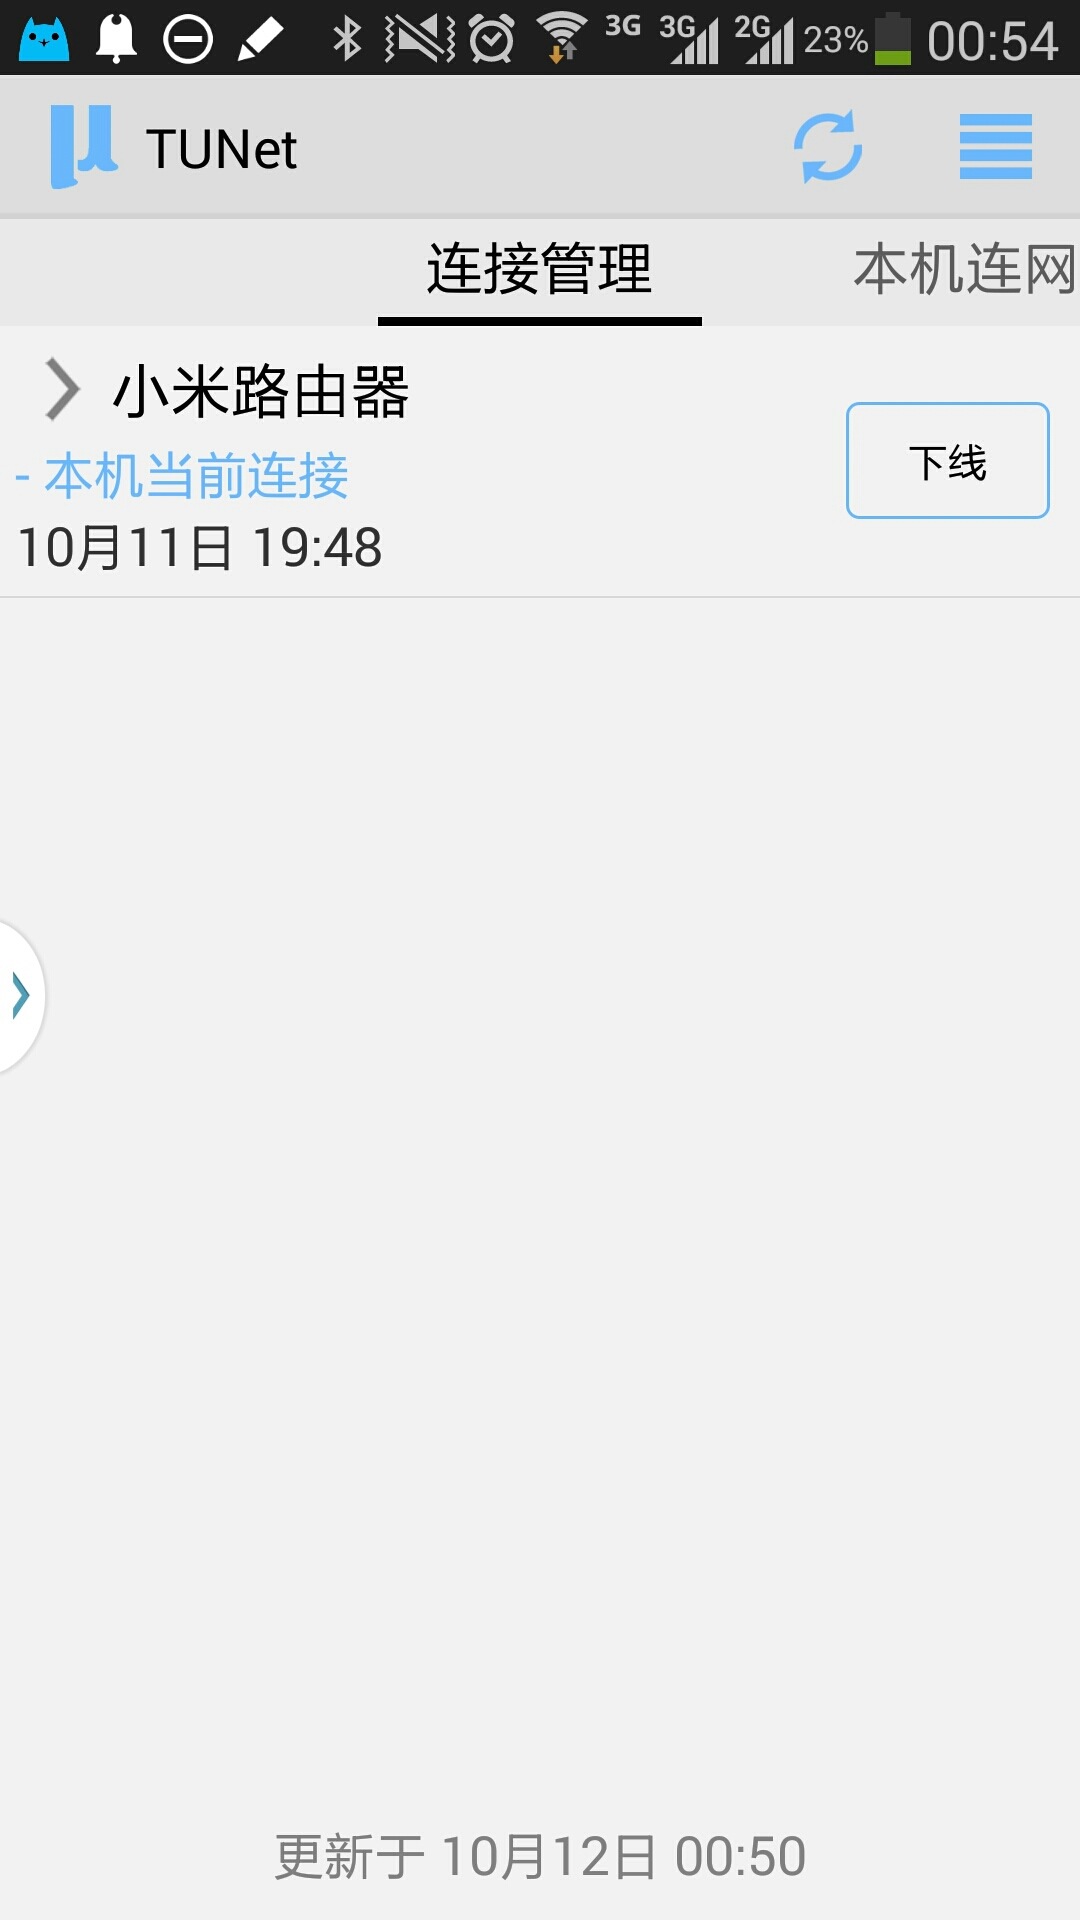 3G 3G 2G 23% 00:54
TUNet
连接管理 本机连网
小米路由器
- 本机当前连接
下线
10月11日 19:48
更新于 10月12日 00:50